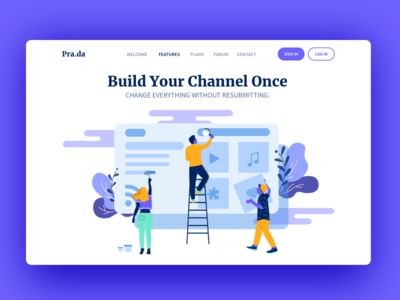 Pra.da WELCOME FEATURES PLANS FORUM CONTACT SIGN IN LOG IN
Build Your Channel Once
CHANGE EVERYTHING WITHOUT RESUBMITTING.